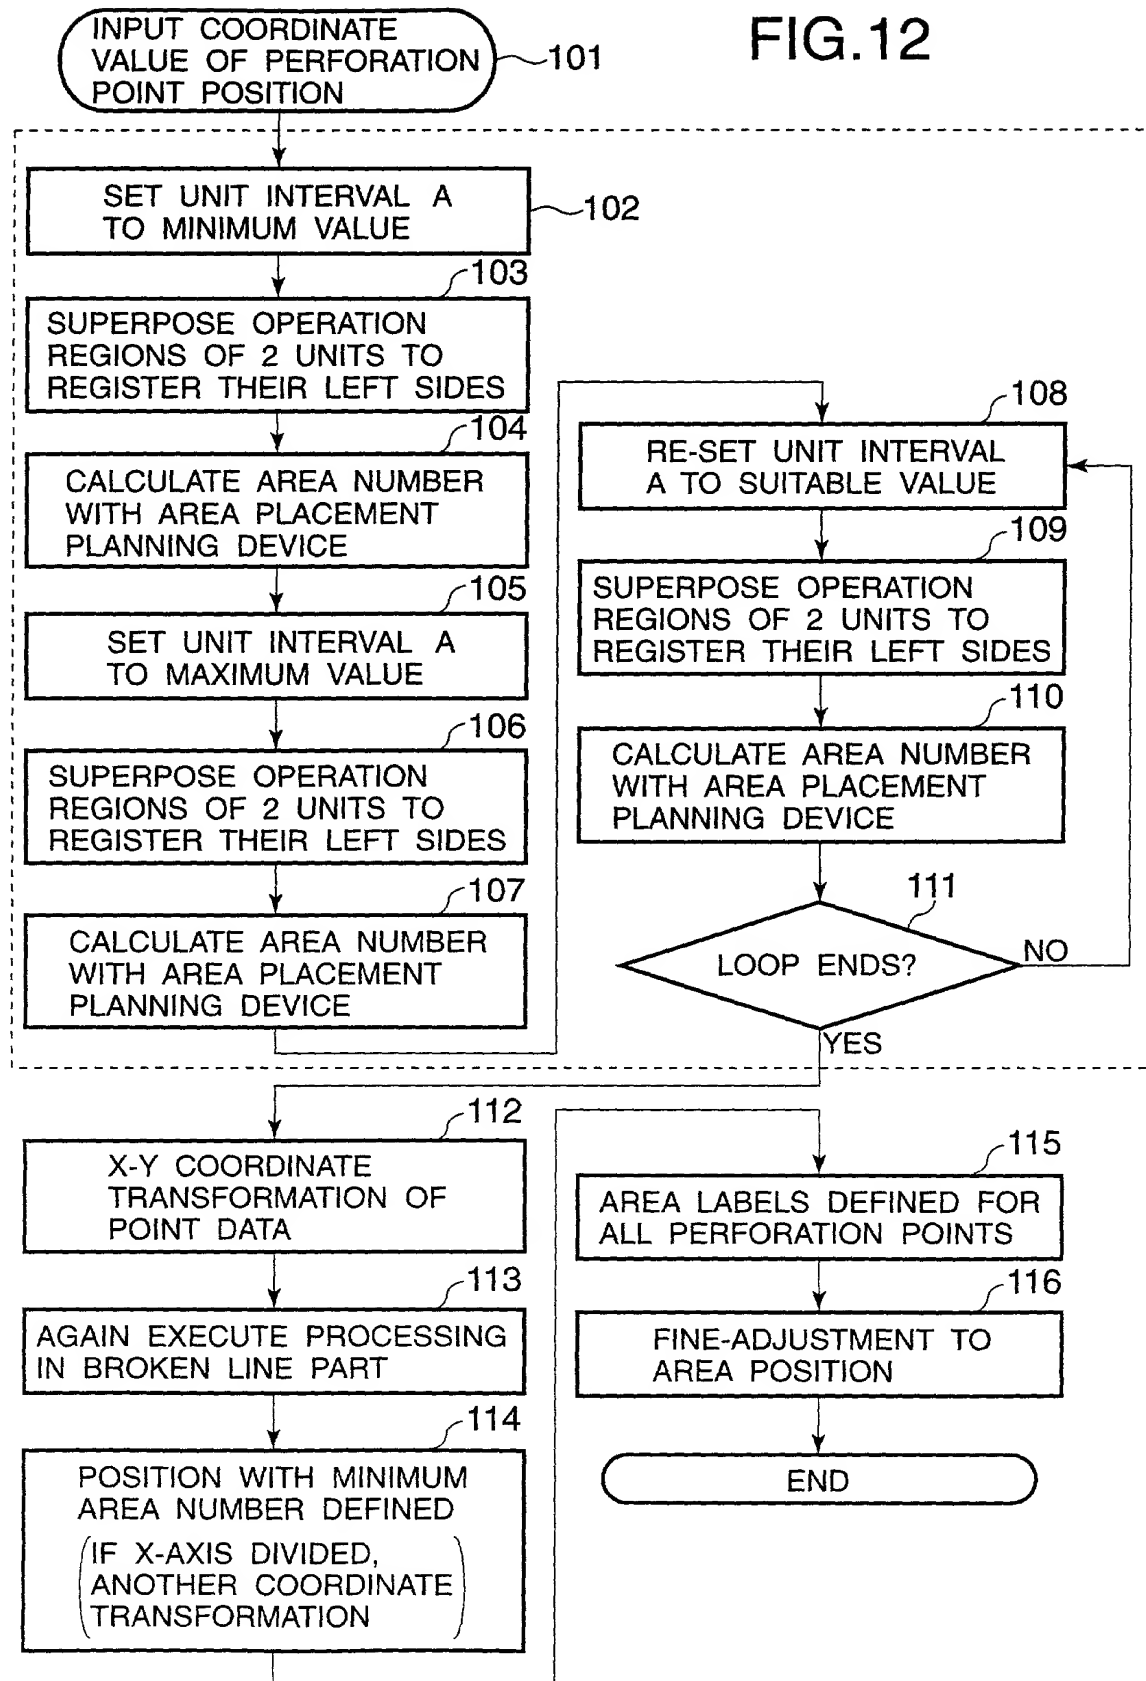 FIG.12
INPUT COORDINATE
VALUE OF PERFORATION
POINT POSITION
101
SET UNIT INTERVAL A
TO MINIMUM VALUE
102
103
SUPERPOSE OPERATION
REGIONS OF 2 UNITS TO
REGISTER THEIR LEFT SIDES
104
CALCULATE AREA NUMBER
WITH AREA PLACEMENT
PLANNING DEVICE
105
SET UNIT INTERVAL A
TO MAXIMUM VALUE
106
SUPERPOSE OPERATION
REGIONS OF 2 UNITS TO
REGISTER THEIR LEFT SIDES
107
CALCULATE AREA NUMBER
WITH AREA PLACEMENT
PLANNING DEVICE
108
RE-SET UNIT INTERVAL
A TO SUITABLE VALUE
109
SUPERPOSE OPERATION
REGIONS OF 2 UNITS TO
REGISTER THEIR LEFT SIDES
110
CALCULATE AREA NUMBER
WITH AREA PLACEMENT
PLANNING DEVICE
111
LOOP ENDS?
NO
YES
112
X-Y COORDINATE
TRANSFORMATION OF
POINT DATA
113
AGAIN EXECUTE PROCESSING
IN BROKEN LINE PART
114
POSITION WITH MINIMUM
AREA NUMBER DEFINED
(IF X-AXIS DIVIDED,
ANOTHER COORDINATE
TRANSFORMATION)
115
AREA LABELS DEFINED FOR
ALL PERFORATION POINTS
116
FINE-ADJUSTMENT TO
AREA POSITION
END